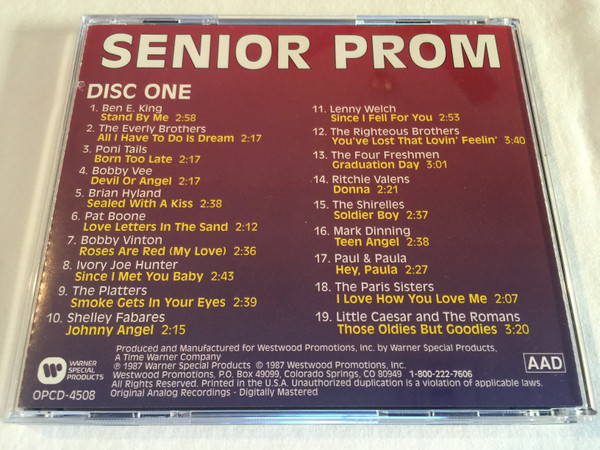 SENIOR PROM
DISC ONE
1. Ben E. King
Stand By Me 2:58
2. The Everly Brothers
All I Have To Do Is Dream 2:17
3. Poni Tails
Born Too Late 2:17
4. Bobby Vee
Devil Or Angel 2:17
5. Brian Hyland
Sealed With A Kiss 2:38
6. Pat Boone
Love Letters In The Sand 2:12
7. Bobby Vinton
Roses Are Red (My Love) 2:36
8. Ivory Joe Hunter
Since I Met You Baby 2:43
9. The Platters
Smoke Gets In Your Eyes 2:39
10. Shelley Fabares
Johnny Angel 2:15
11. Lenny Welch
Since I Fell For You 2:53
12. The Righteous Brothers
You've Lost That Lovin' Feelin' 3:40
13. The Four Freshmen
Graduation Day 3:01
14. Ritchie Valens
Donna 2:21
15. The Shirelles
Soldier Boy 2:37
16. Mark Dinning
Teen Angel 2:38
17. Paul & Paula
Hey, Paula 2:27
18. The Paris Sisters
I Love How You Love Me 2:07
19. Little Caesar and The Romans
Those Oldies But Goodies 3:20
WARNER
SPECIAL
PRODUCTS
OPCD-4508
Produced and Manufactured for Westwood Promotions, Inc. by Warner Special Products,
A Time Warner Company
℗ 1987 Warner Special Products © 1987 Westwood Promotions, Inc.
Westwood Promotions, P.O. Box 49099, Colorado Springs, CO 80949 1-800-222-7606
All Rights Reserved. Printed in the U.S.A. Unauthorized duplication is a violation of applicable laws.
Original Analog Recordings - Digitally Mastered
AAD